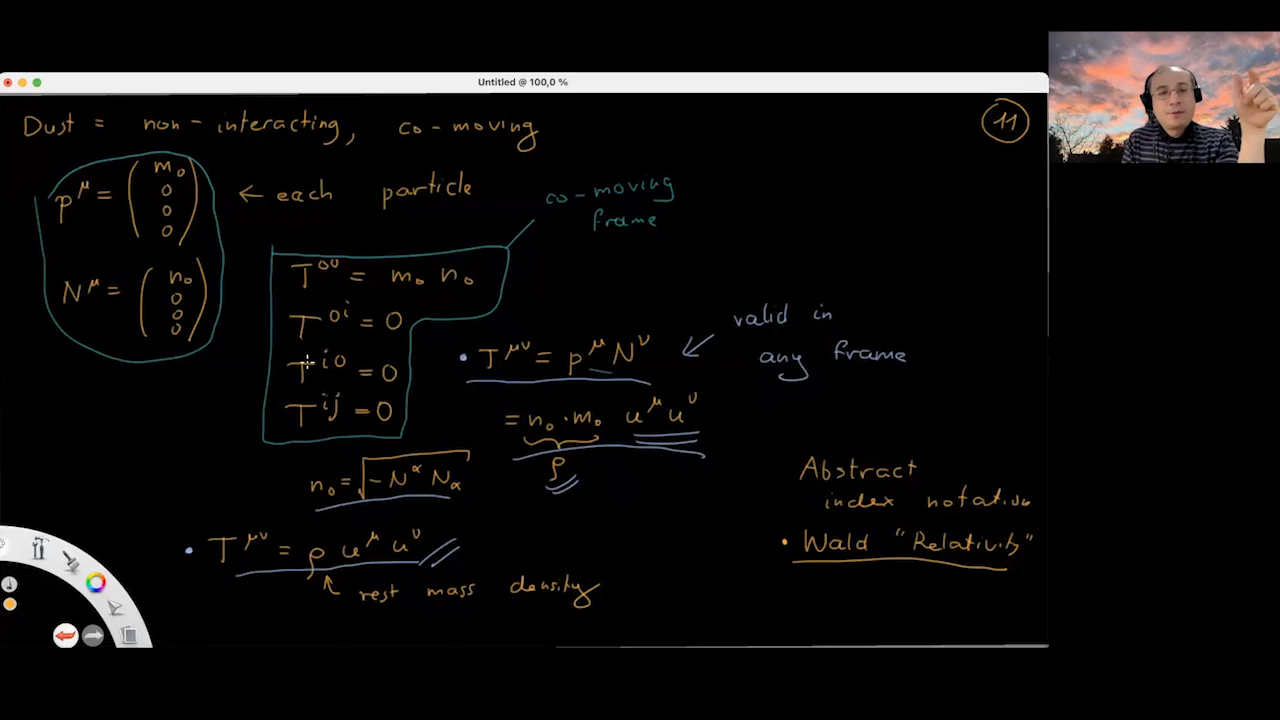 Untitled @ 100,0 %
Dust = non-interacting, co-moving
11
p^μ = (m₀ 0 0 0) ← each particle
co-moving
frame
N^μ = (n₀ 0 0 0)
T^00 = m₀ n₀
T^0i = 0
T^i0 = 0
T^ij = 0
• T^μν = p^μ N^ν
valid in
any frame
= n₀ · m₀ u^μ u^ν
ρ
n₀ = √(-N^α N_α)
Abstract
index notation
• Wald "Relativity"
• T^μν = ρ u^μ u^ν
↑ rest mass density